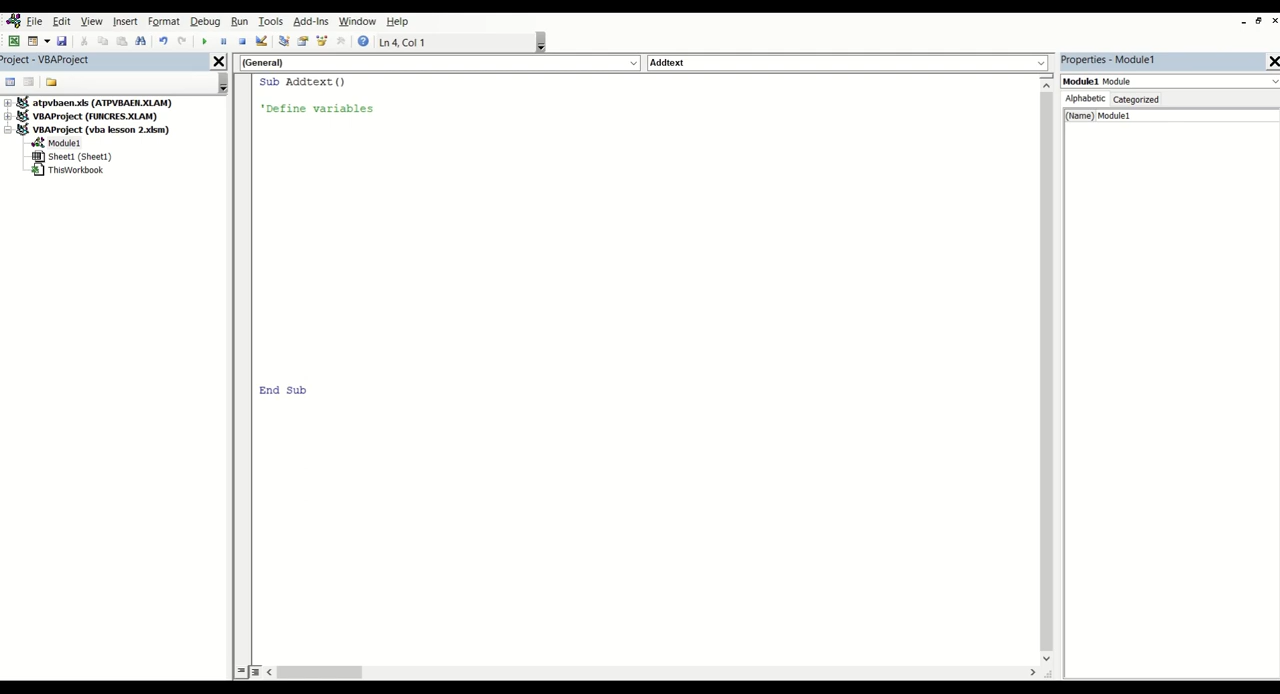 File Edit View Insert Format Debug Run Tools Add-Ins Window Help
Ln 4, Col 1
Project - VBAProject
(General)
Addtext
Properties - Module1
Module1 Module
Alphabetic Categorized
(Name) Module1
atpvbaen.xls (ATPVBAEN.XLAM)
VBAProject (FUNCRES.XLAM)
VBAProject (vba lesson 2.xlsm)
Module1
Sheet1 (Sheet1)
ThisWorkbook
Sub Addtext()
'Define variables
End Sub